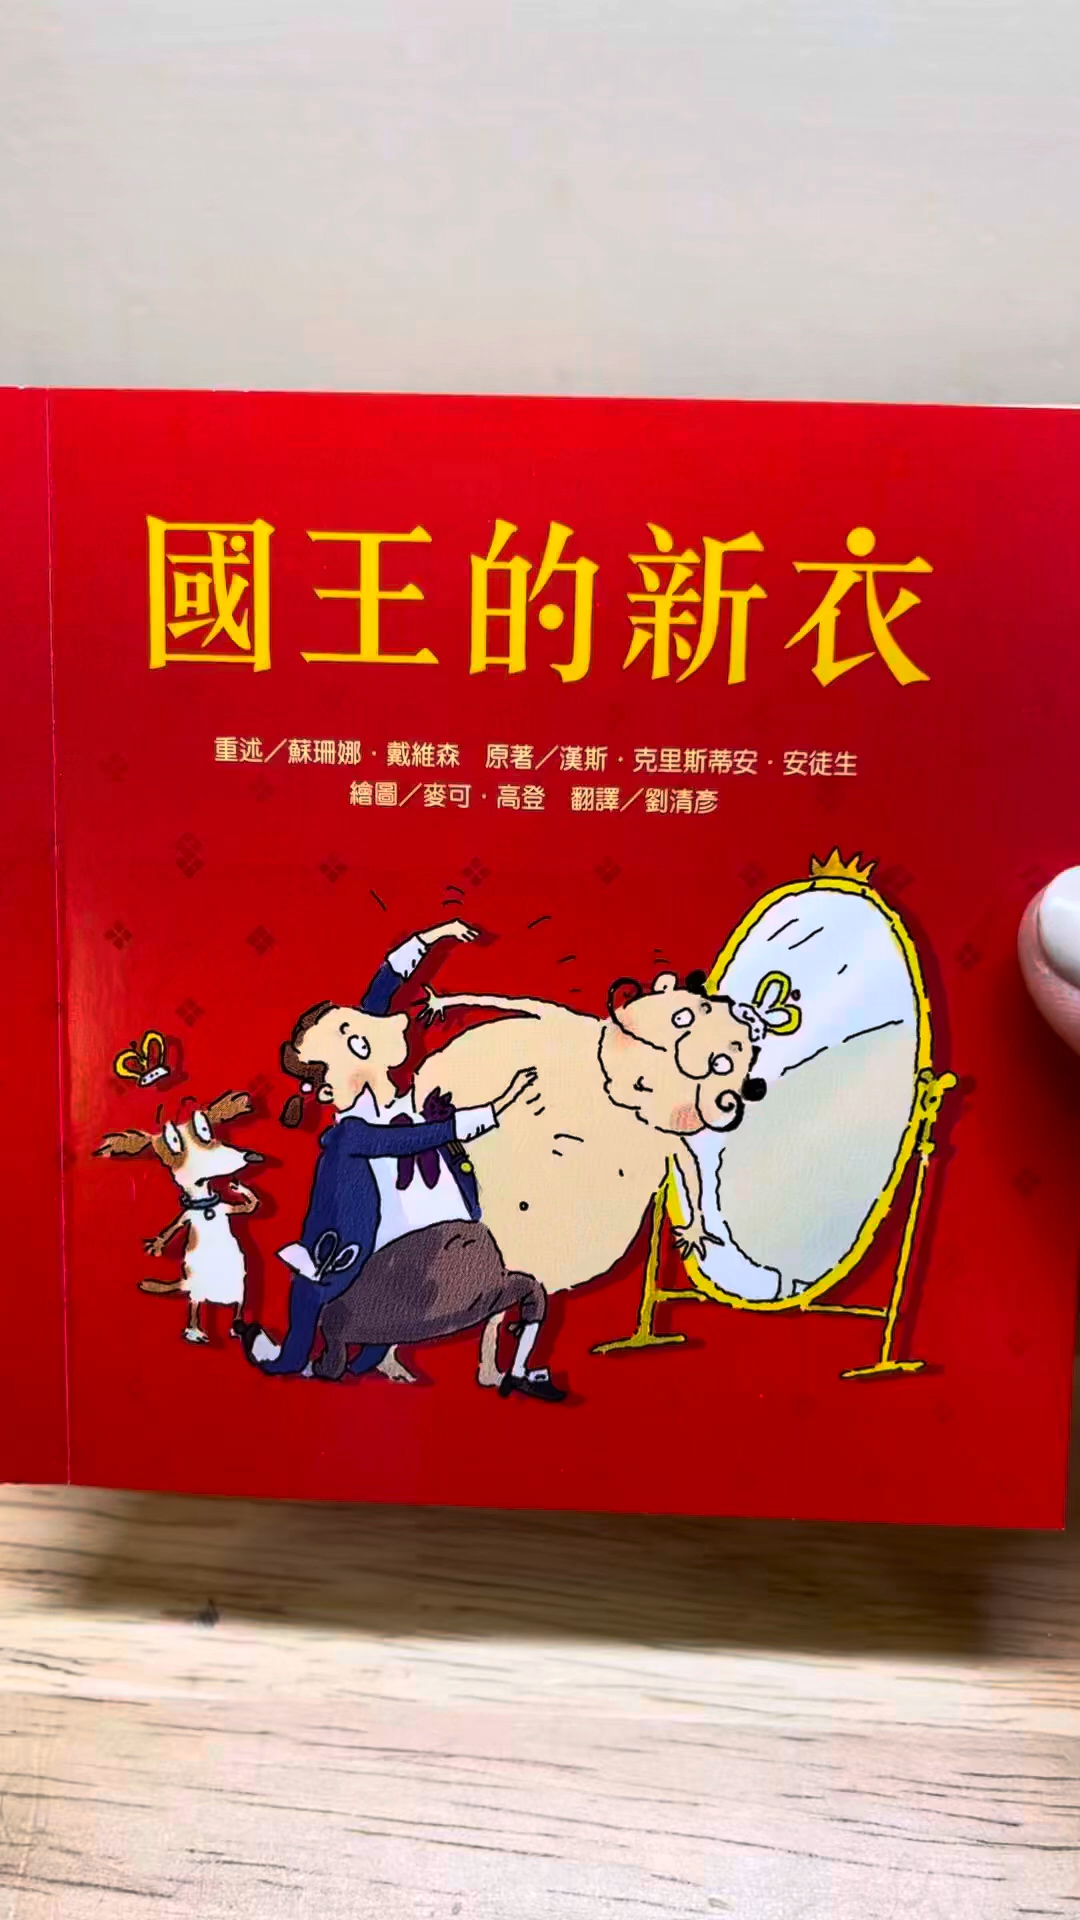 國王的新衣
重述／蘇珊娜．戴維森　原著／漢斯．克里斯蒂安．安徒生
繪圖／麥可．高登　翻譯／劉清彥